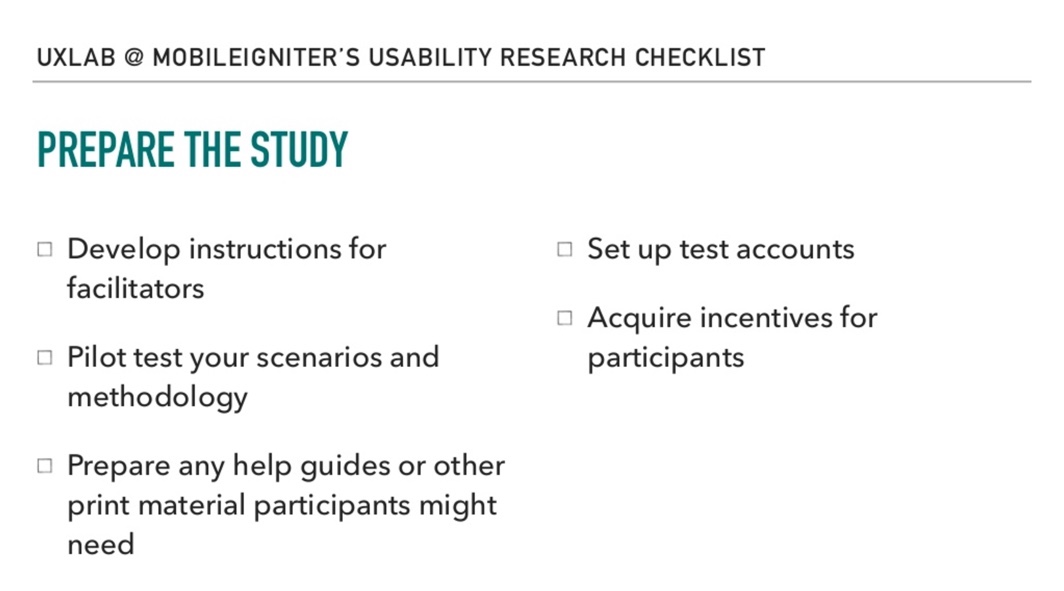 UXLAB @ MOBILEIGNITER’S USABILITY RESEARCH CHECKLIST
PREPARE THE STUDY
Develop instructions for
facilitators
Pilot test your scenarios and
methodology
Prepare any help guides or other
print material participants might
need
Set up test accounts
Acquire incentives for
participants